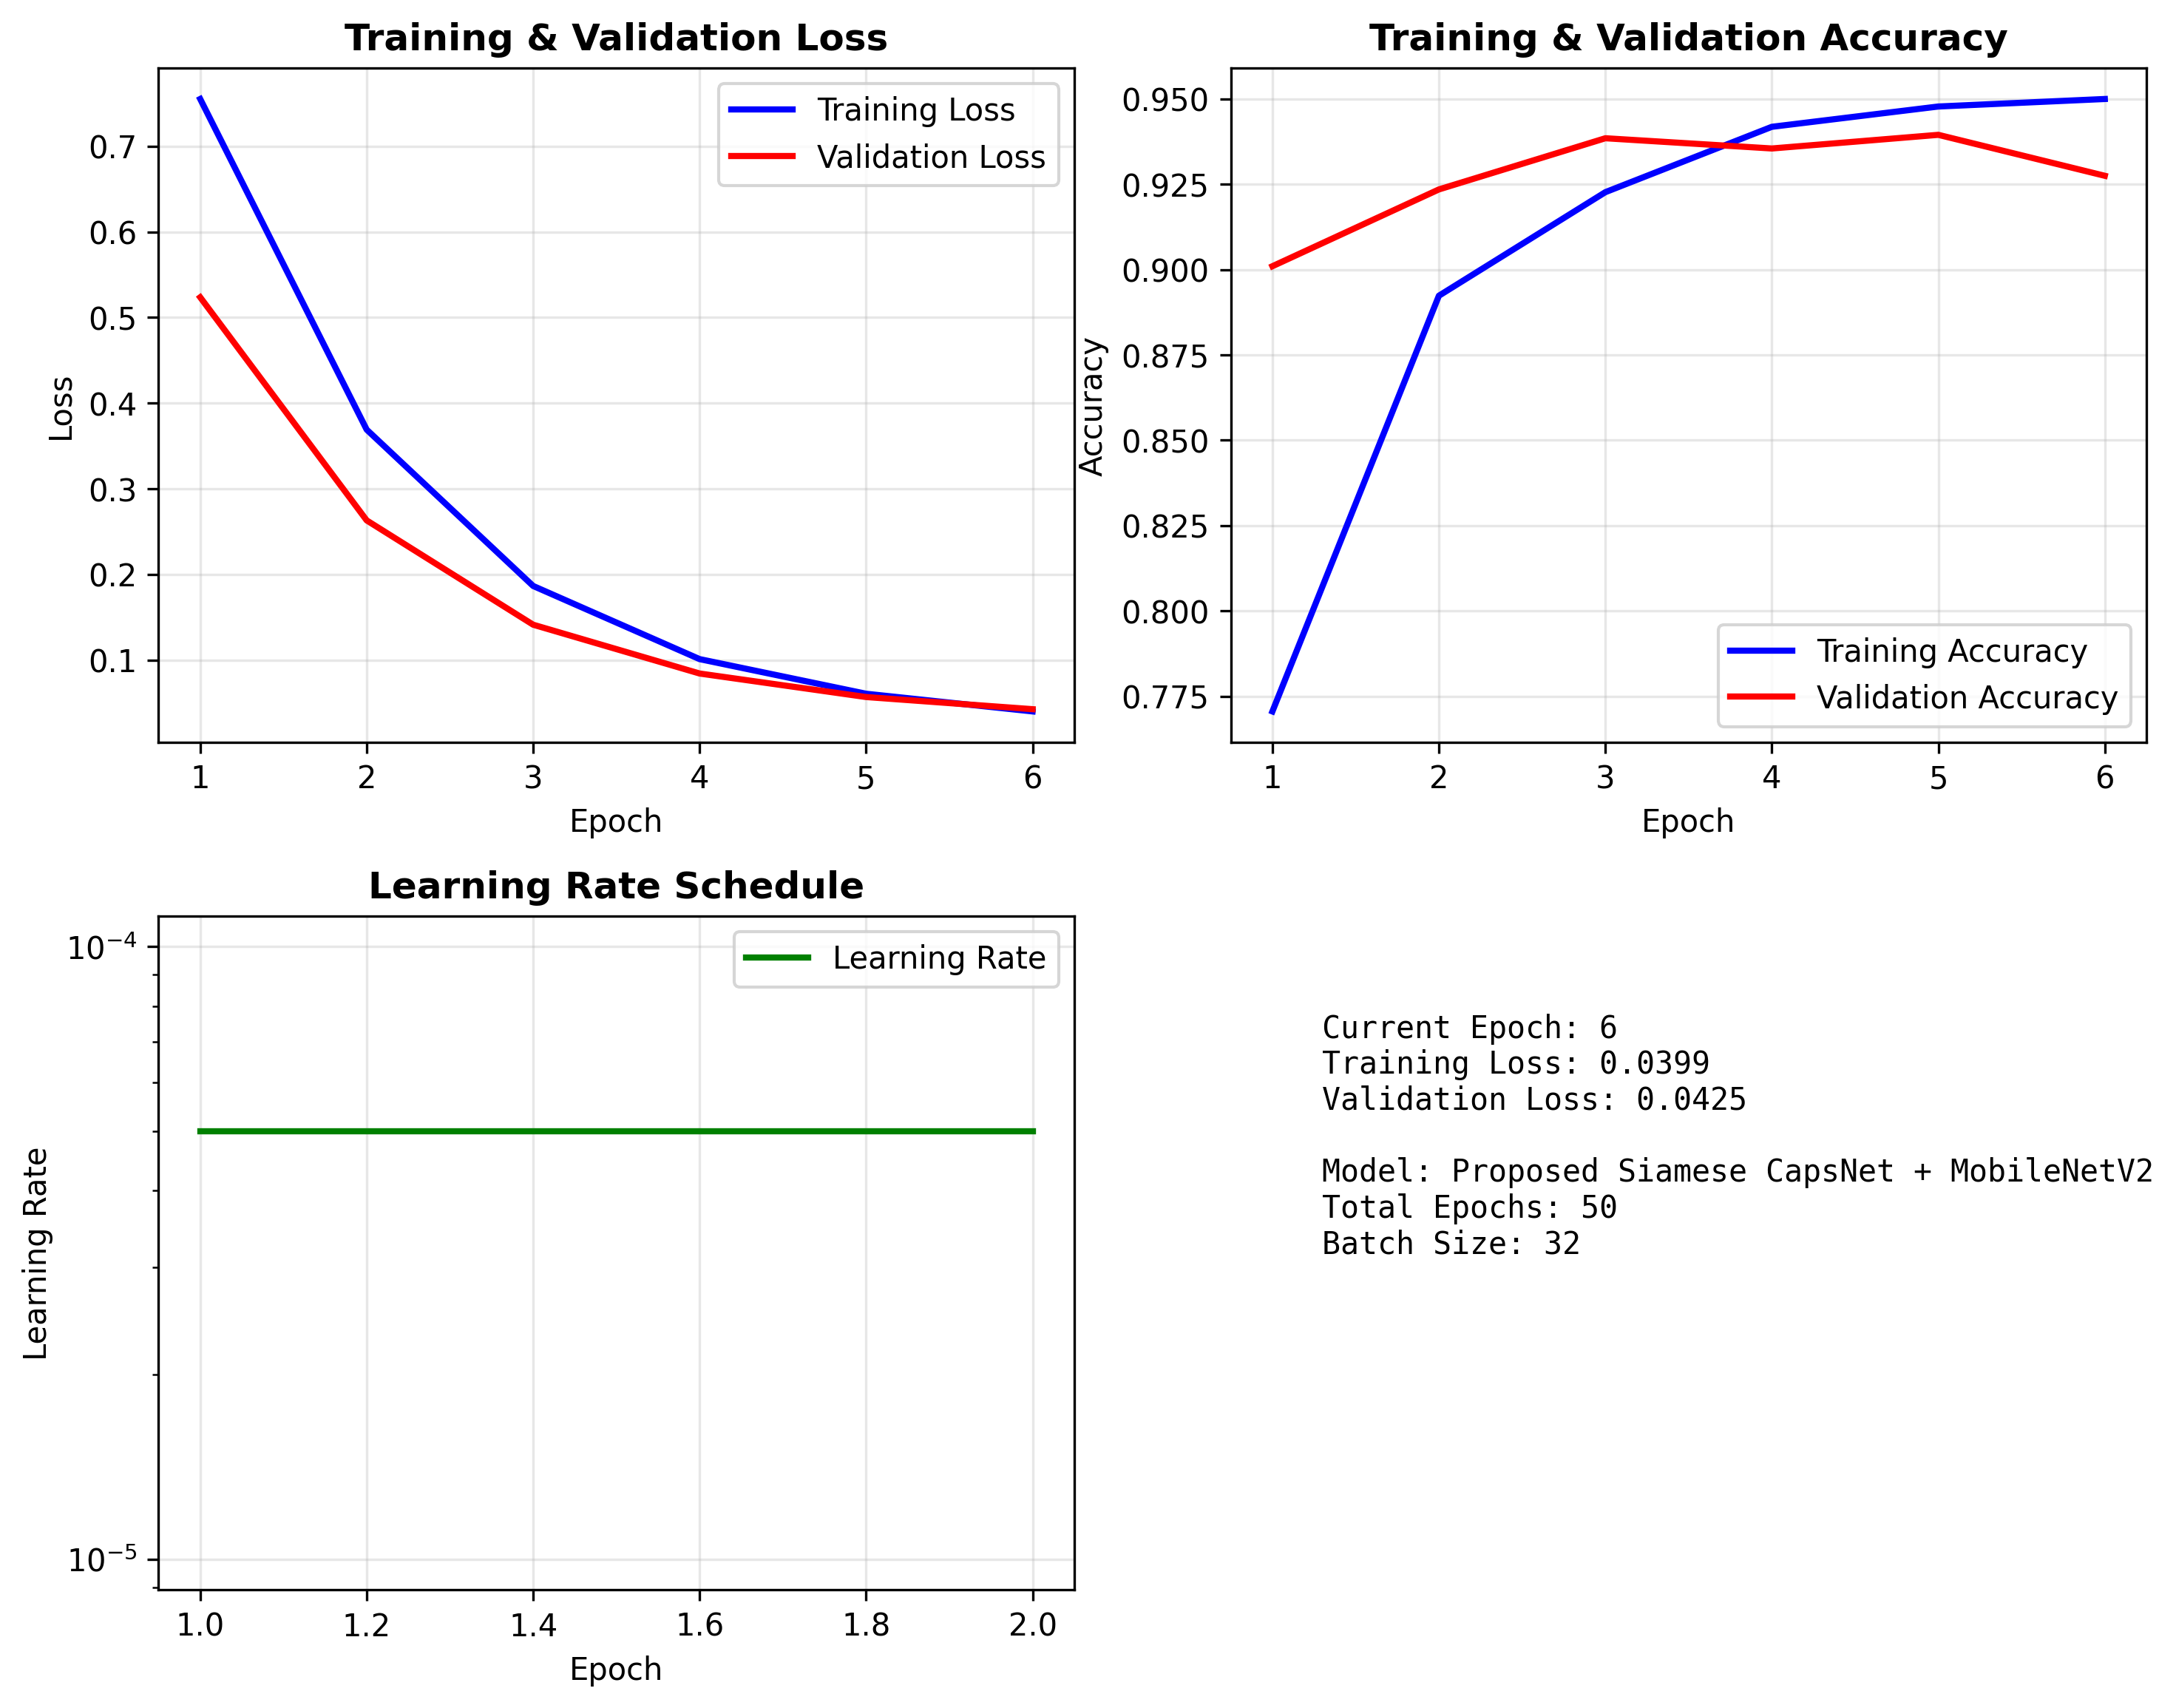 Training & Validation Loss
Training Loss
Validation Loss
0.7
0.6
0.5
0.4
0.3
0.2
0.1
Loss
1 2 3 4 5 6
Epoch
Training & Validation Accuracy
0.950
0.925
0.900
0.875
0.850
0.825
0.800
0.775
Accuracy
Training Accuracy
Validation Accuracy
1 2 3 4 5 6
Epoch
Learning Rate Schedule
Learning Rate
10⁻⁴
10⁻⁵
Learning Rate
1.0 1.2 1.4 1.6 1.8 2.0
Epoch
Current Epoch: 6
Training Loss: 0.0399
Validation Loss: 0.0425
Model: Proposed Siamese CapsNet + MobileNetV2
Total Epochs: 50
Batch Size: 32